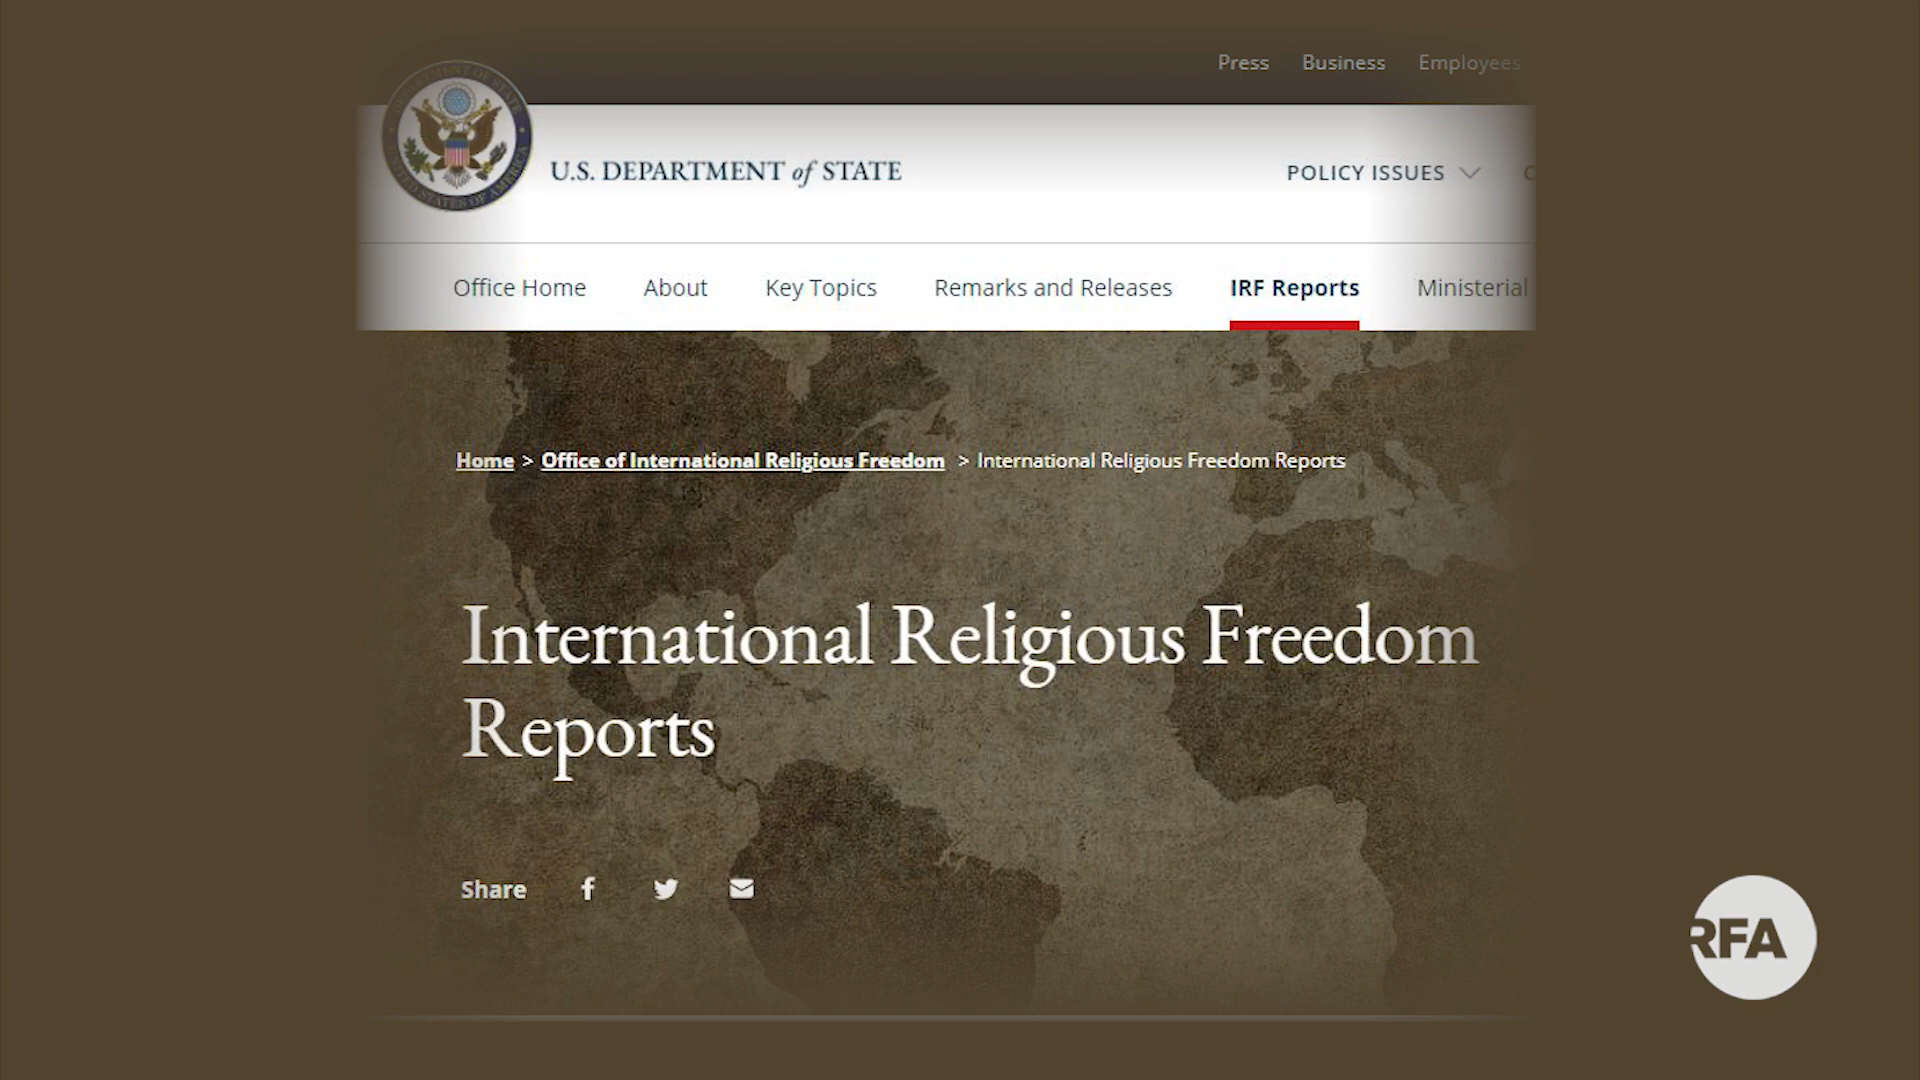 Press Business Employees
U.S. DEPARTMENT of STATE
POLICY ISSUES
Office Home About Key Topics Remarks and Releases IRF Reports Ministerial
Home > Office of International Religious Freedom > International Religious Freedom Reports
International Religious Freedom
Reports
Share
RFA